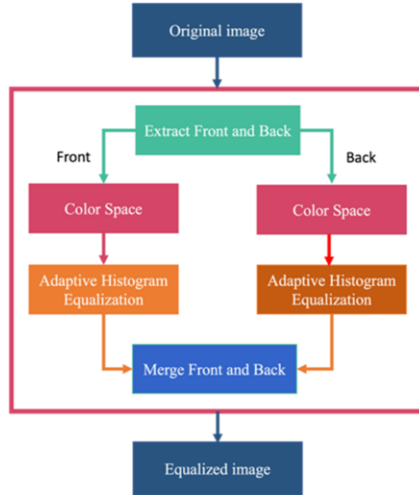 Original image
Extract Front and Back
Front
Back
Color Space
Color Space
Adaptive Histogram
Equalization
Adaptive Histogram
Equalization
Merge Front and Back
Equalized image